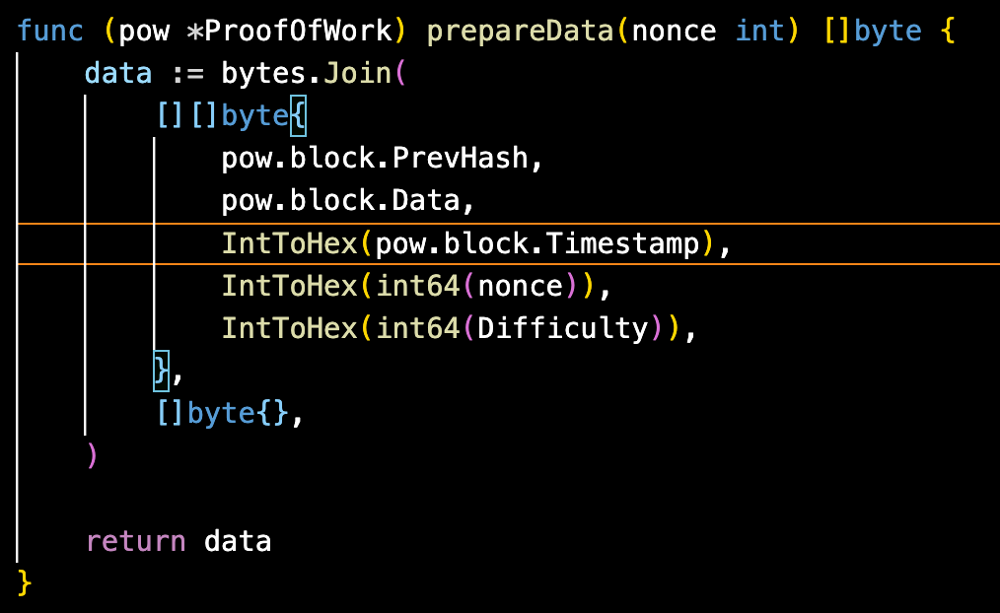 func (pow *ProofOfWork) prepareData(nonce int) []byte {
    data := bytes.Join(
        [][]byte{
            pow.block.PrevHash,
            pow.block.Data,
            IntToHex(pow.block.Timestamp),
            IntToHex(int64(nonce)),
            IntToHex(int64(Difficulty)),
        },
        []byte{},
    )

    return data
}